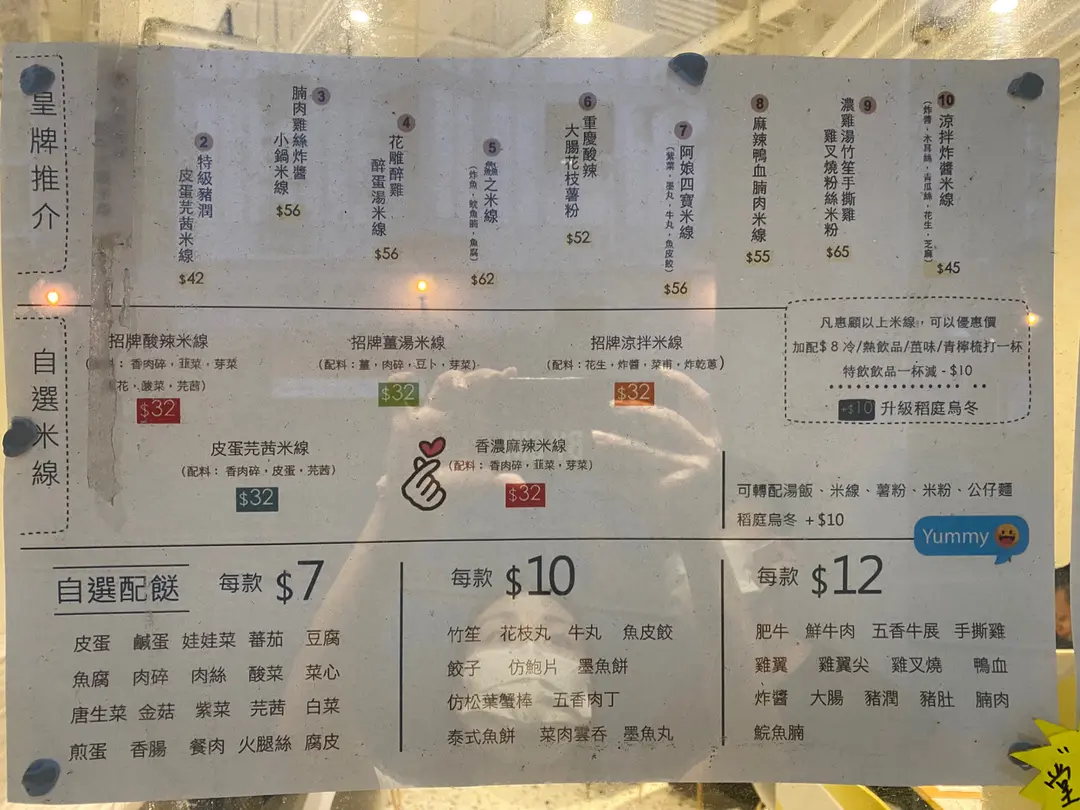 皇牌推介
2
特級豬潤
皮蛋芫茜米線
$42
3
腩肉雞絲炸醬
小鍋米線
$56
4
花雕醉雞
醉蛋湯米線
$56
5
鱻之米線
(炸魚，鮫魚鶥，魚腐)
$62
6
重慶酸辣
大腸花枝薯粉
$52
7
阿娘四寶米線
(紫菜，墨丸，牛丸，魚皮餃)
$56
8
麻辣鴨血腩肉米線
$55
9
濃雞湯竹笙手撕雞
雞叉燒粉絲米粉
$65
10
涼拌炸醬米線
(炸醬，木耳絲，青瓜絲，花生，芝麻)
$45
自選米線
招牌酸辣米線
：香肉碎，韮菜，芽菜
花，酸菜，芫茜)
$32
招牌薑湯米線
(配料：薑，肉碎，豆卜，芽菜)
$32
招牌涼拌米線
(配料：花生，炸醬，菜甫，炸乾蔥)
$32
皮蛋芫茜米線
(配料：香肉碎，皮蛋，芫茜)
$32
香濃麻辣米線
(配料：香肉碎，韮菜，芽菜)
$32
凡惠顧以上米線，可以優惠價
加配$8冷/熱飲品/茁味/青檸梳打一杯
特飲飲品一杯減 - $10
+$10 升級稻庭烏冬
可轉配湯飯、米線、薯粉、米粉、公仔麵
稻庭烏冬 +$10
Yummy
自選配餸 每款 $7
皮蛋 鹹蛋 娃娃菜 蕃茄 豆腐
魚腐 肉碎 肉絲 酸菜 菜心
唐生菜 金菇 紫菜 芫茜 白菜
煎蛋 香腸 餐肉 火腿絲 腐皮
每款 $10
竹笙 花枝丸 牛丸 魚皮餃
餃子 仿鮑片 墨魚餅
仿松葉蟹棒 五香肉丁
泰式魚餅 菜肉雲吞 墨魚丸
每款 $12
肥牛 鮮牛肉 五香牛展 手撕雞
雞翼 雞翼尖 雞叉燒 鴨血
炸醬 大腸 豬潤 豬肚 腩肉
鯇魚腩
堂